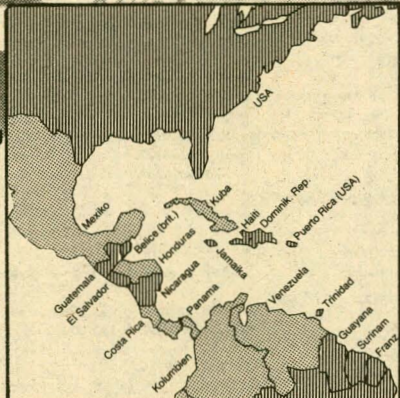 USA
Kuba
Haiti
Dominik. Rep.
Puerto Rica (USA)
Mexiko
Belice (brit.)
Honduras
Jamaika
Nicaragua
Guatemala
El Salvador
Panama
Venezuela
Trinidad
Costa Rica
Guayana
Surinam
Franz
Kolumbien